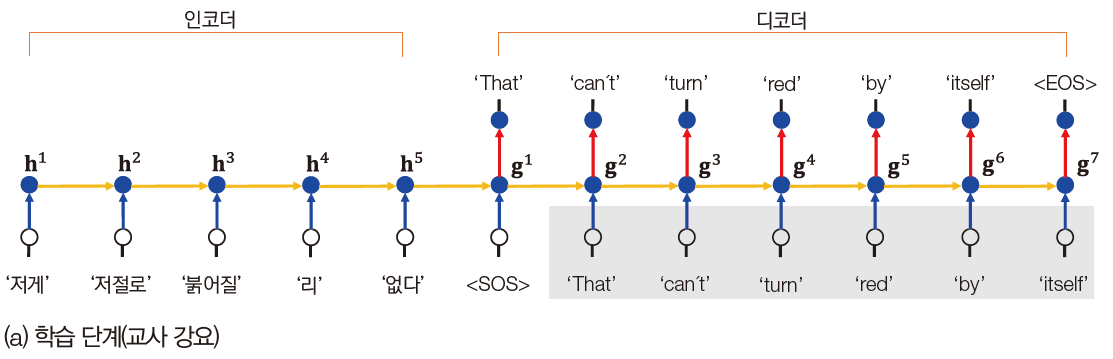 인코더 디코더
‘That’ ‘can´t’ ‘turn’ ‘red’ ‘by’ ‘itself’ <EOS>
h¹ h² h³ h⁴ h⁵ g¹ g² g³ g⁴ g⁵ g⁶ g⁷
‘저게’ ‘저절로’ ‘붉어질’ ‘리’ ‘없다’ <SOS> ‘That’ ‘can´t’ ‘turn’ ‘red’ ‘by’ ‘itself’
(a) 학습 단계(교사 강요)